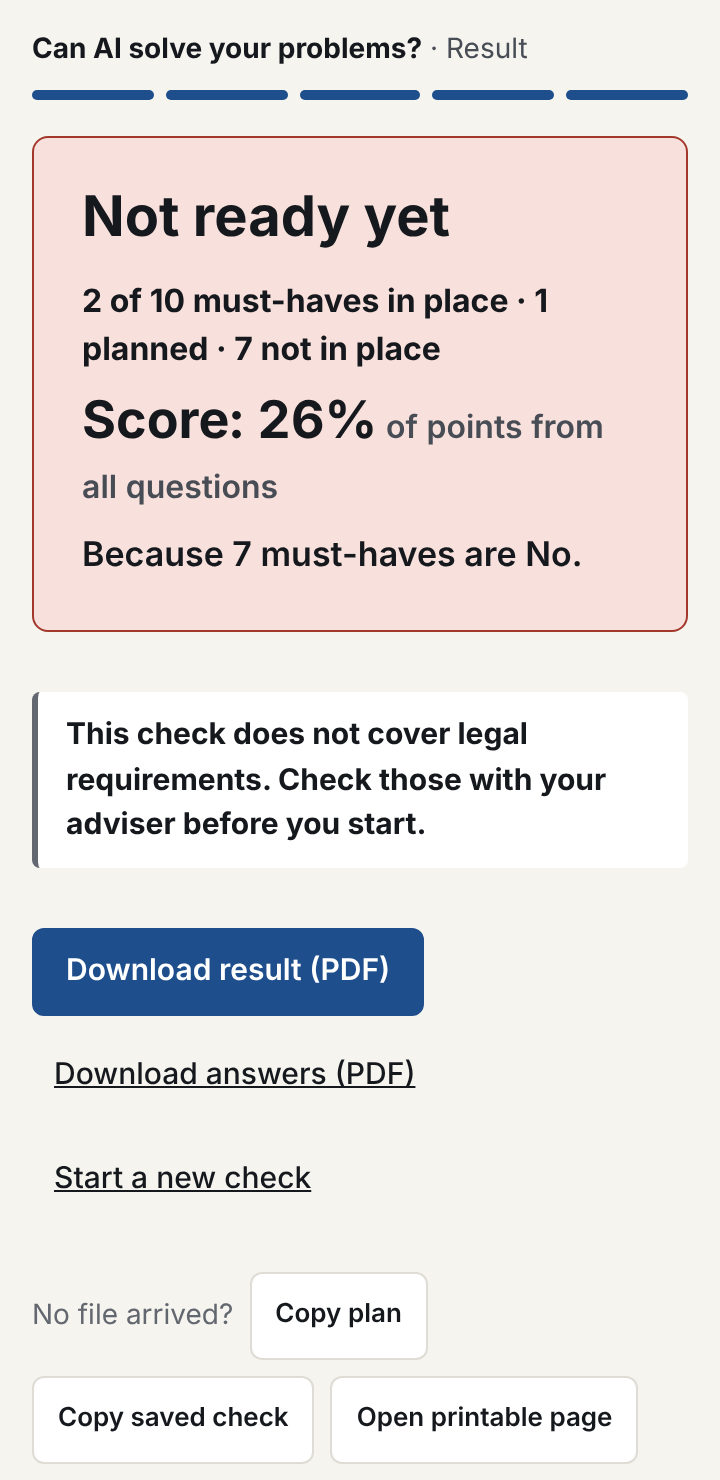 Can AI solve your problems? · Result
Not ready yet
2 of 10 must-haves in place · 1
planned · 7 not in place
Score: 26% of points from
all questions
Because 7 must-haves are No.
This check does not cover legal
requirements. Check those with your
adviser before you start.
Download result (PDF)
Download answers (PDF)
Start a new check
No file arrived? Copy plan
Copy saved check Open printable page